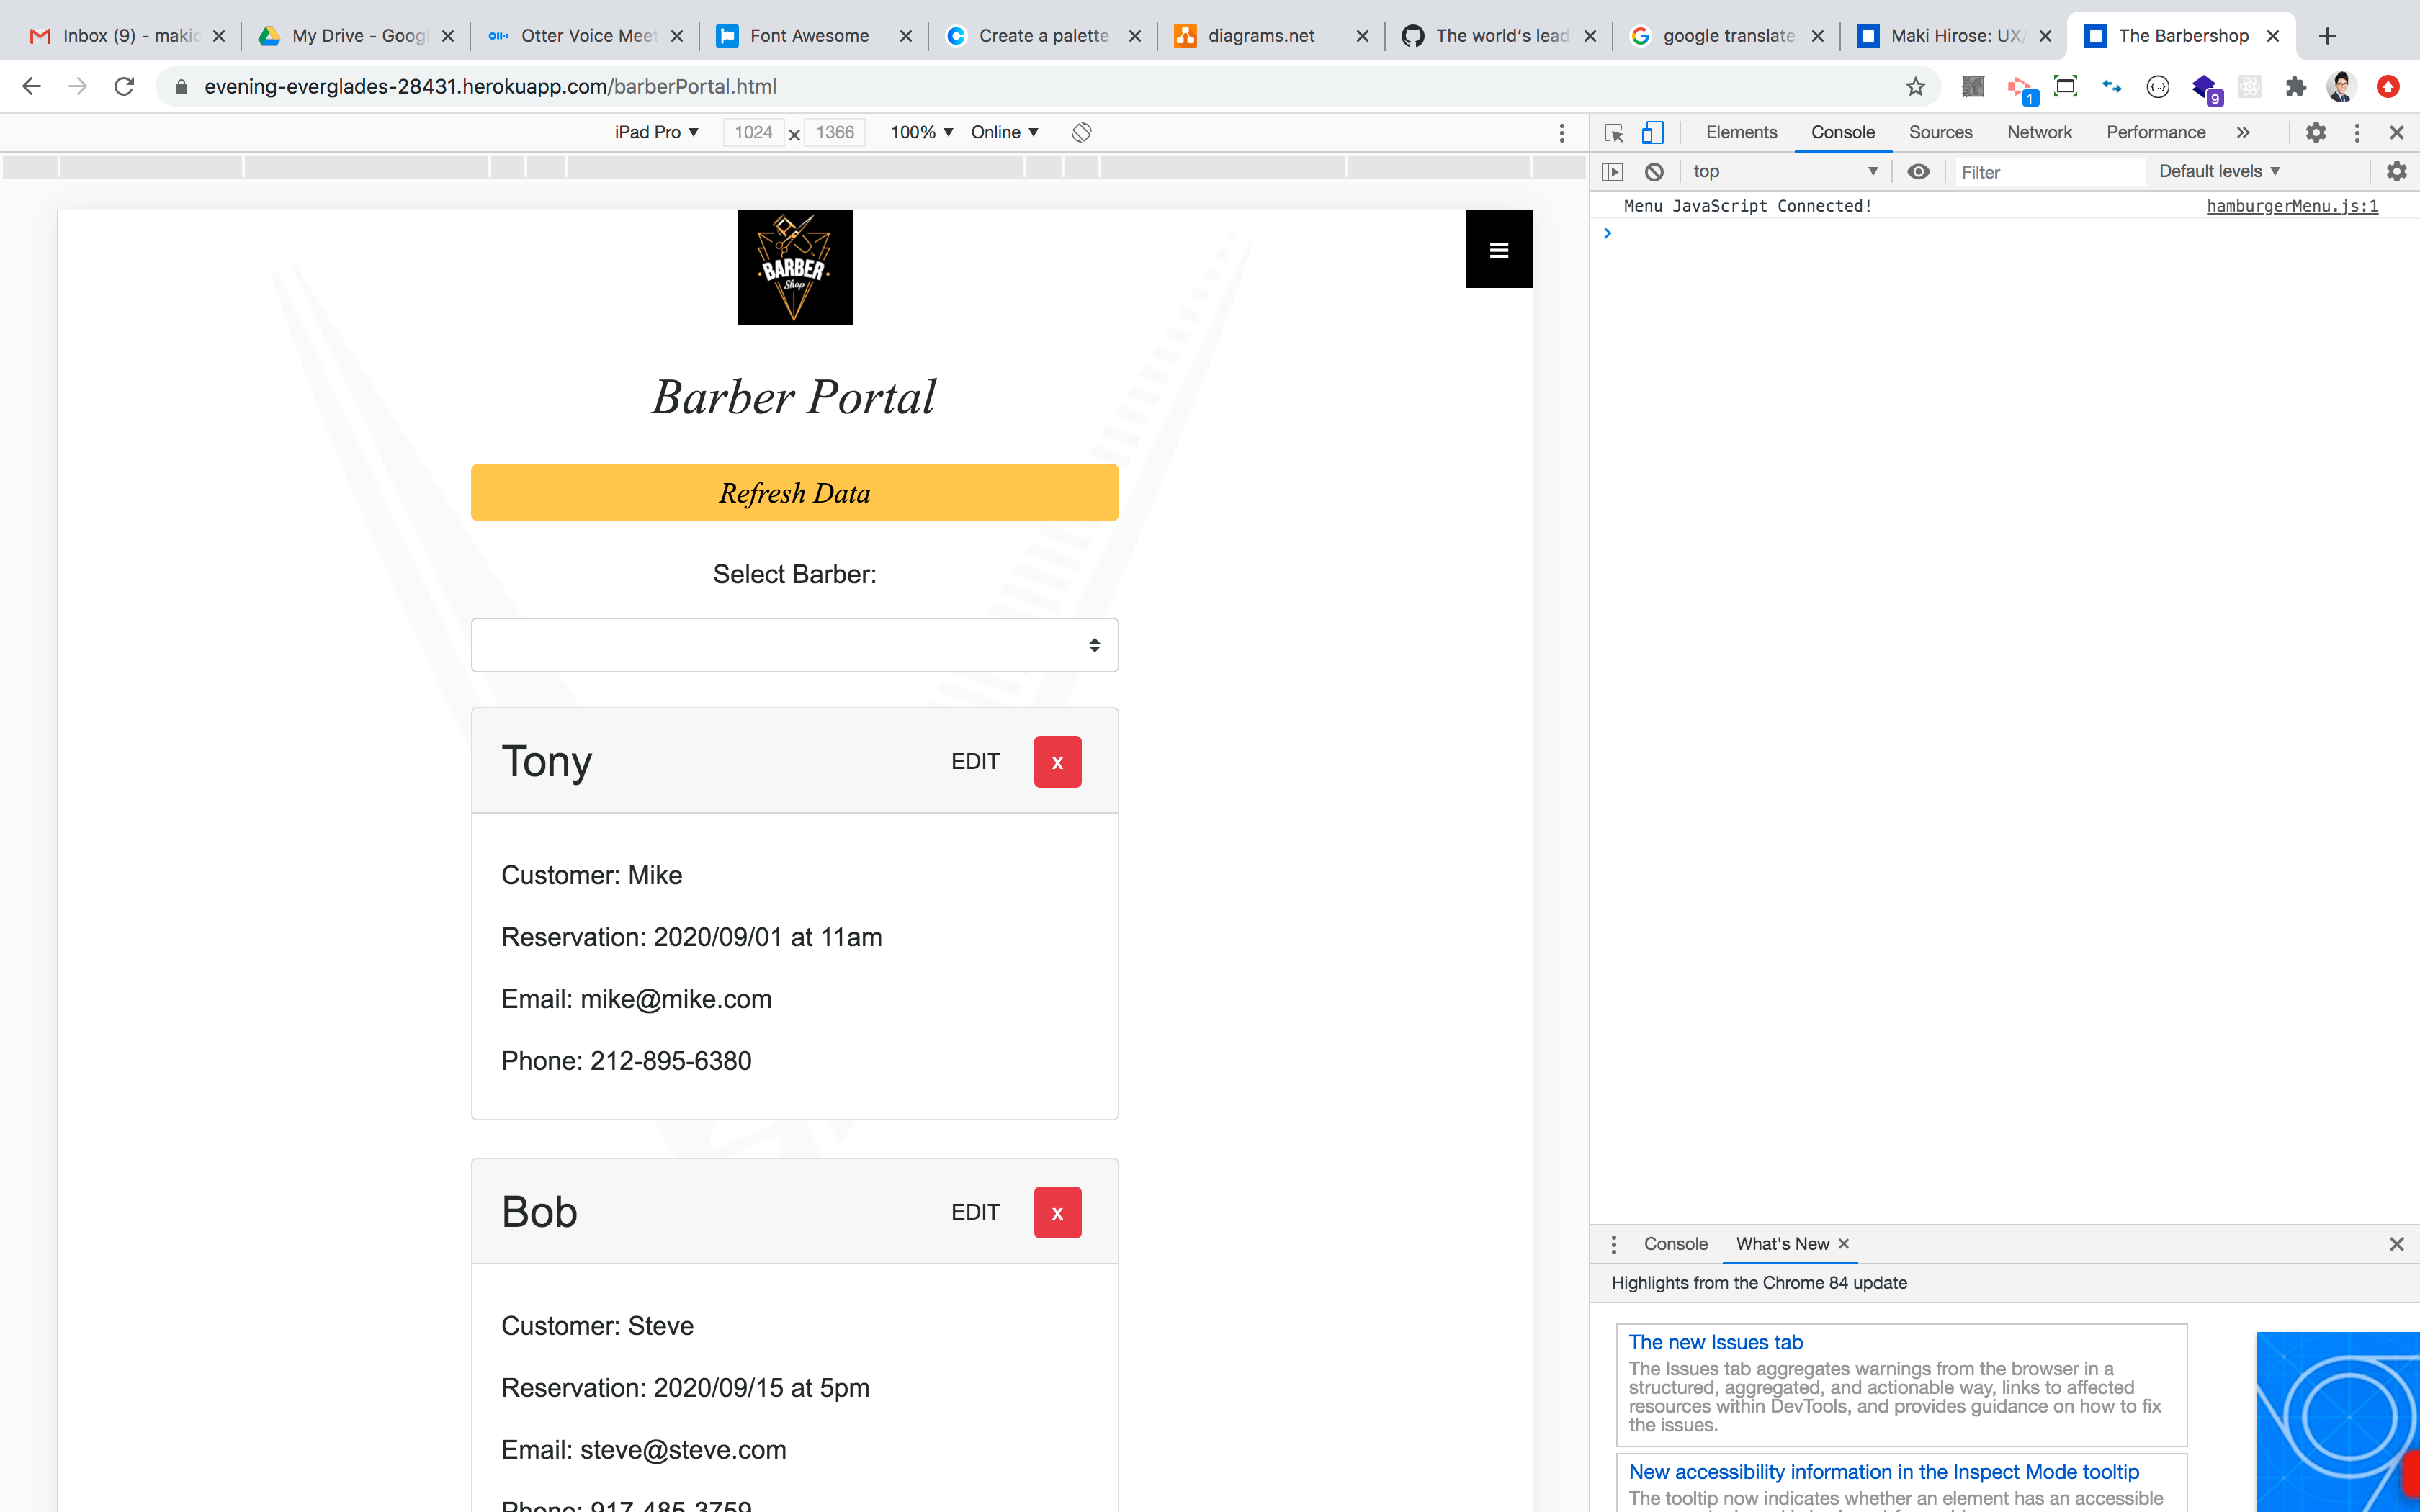 Inbox (9) - makic
My Drive - Googl
Otter Voice Meet
Font Awesome
Create a palette
diagrams.net
The world's lead
google translate
Maki Hirose: UX/
The Barbershop
evening-everglades-28431.herokuapp.com/barberPortal.html
1
9
iPad Pro ▼ 1024 x 1366 100% ▼ Online ▼
BARBER
Shop
Barber Portal
Refresh Data
Select Barber:
Tony EDIT x
Customer: Mike
Reservation: 2020/09/01 at 11am
Email: mike@mike.com
Phone: 212-895-6380
Bob EDIT x
Customer: Steve
Reservation: 2020/09/15 at 5pm
Email: steve@steve.com
Phone: 917-485-3759
Elements Console Sources Network Performance »
top Filter Default levels ▼
Menu JavaScript Connected! hamburgerMenu.js:1
Console What's New
Highlights from the Chrome 84 update
The new Issues tab
The Issues tab aggregates warnings from the browser in a
structured, aggregated, and actionable way, links to affected
resources within DevTools, and provides guidance on how to fix
the issues.
New accessibility information in the Inspect Mode tooltip
The tooltip now indicates whether an element has an accessible